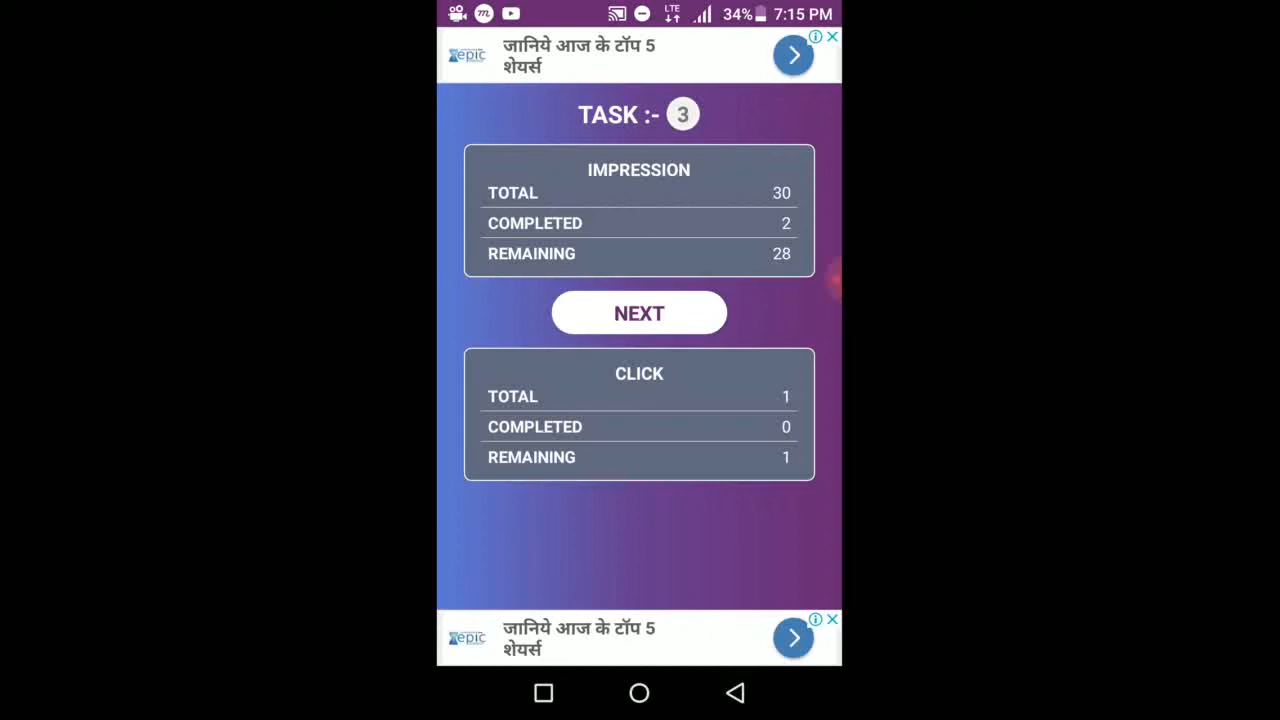 LTE 34% 7:15 PM
epic
जानिये आज के टॉप 5
शेयर्स
TASK :- 3
IMPRESSION
TOTAL 30
COMPLETED 2
REMAINING 28
NEXT
CLICK
TOTAL 1
COMPLETED 0
REMAINING 1
epic
जानिये आज के टॉप 5
शेयर्स